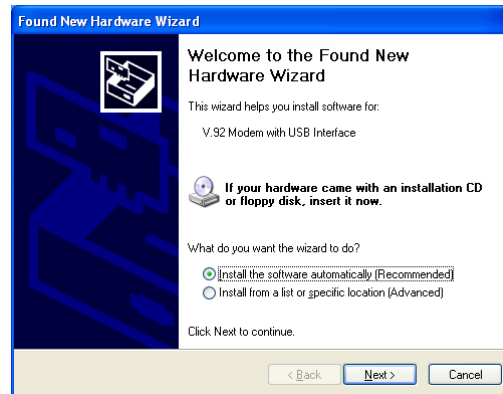 Found New Hardware Wizard
Welcome to the Found New
Hardware Wizard
This wizard helps you install software for:
V.92 Modem with USB Interface
If your hardware came with an installation CD
or floppy disk, insert it now.
What do you want the wizard to do?
Install the software automatically (Recommended)
Install from a list or specific location (Advanced)
Click Next to continue.
< Back Next > Cancel